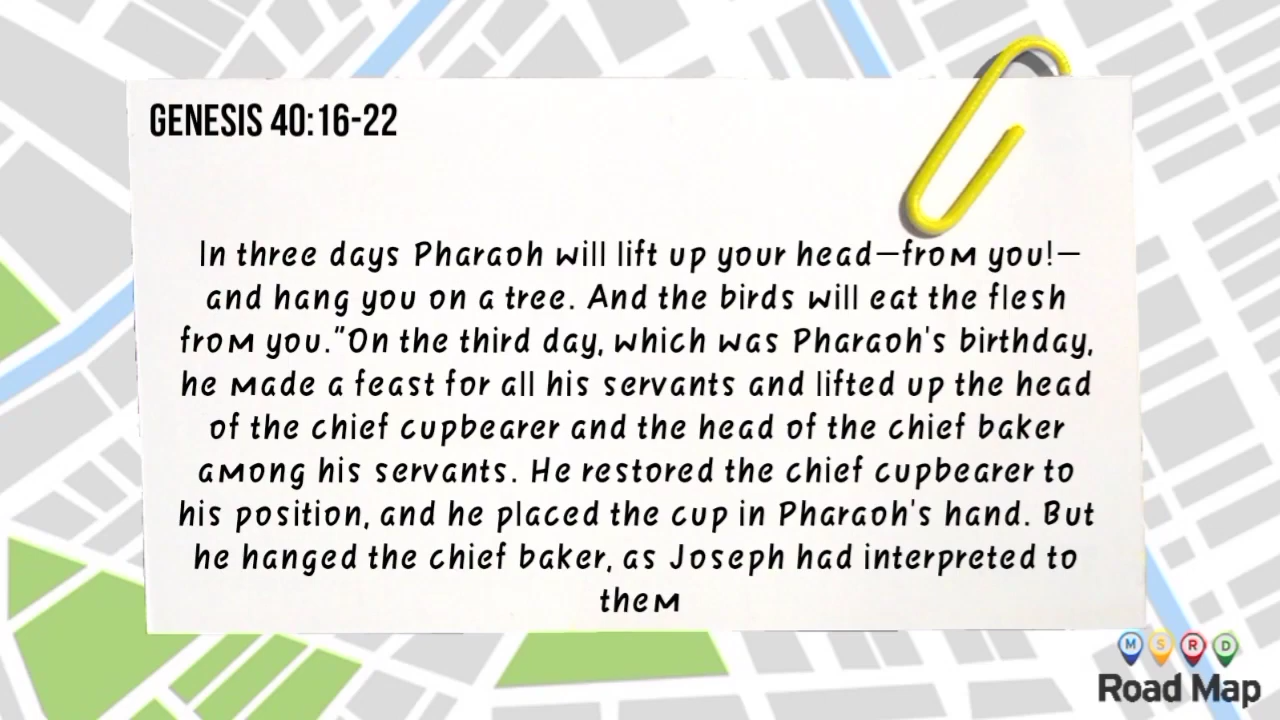 GENESIS 40:16-22
In three days Pharaoh will lift up your head—from you!—
and hang you on a tree. And the birds will eat the flesh
from you."On the third day, which was Pharaoh's birthday,
he made a feast for all his servants and lifted up the head
of the chief cupbearer and the head of the chief baker
among his servants. He restored the chief cupbearer to
his position, and he placed the cup in Pharaoh's hand. But
he hanged the chief baker, as Joseph had interpreted to
them
M S R D
Road Map